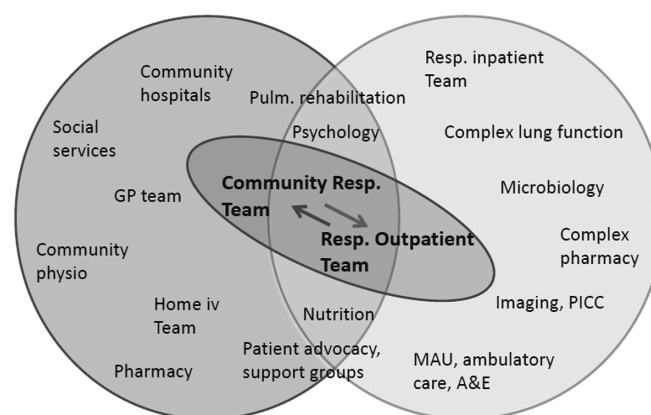 Resp. inpatient
Team
Community
hospitals
Pulm. rehabilitation
Social
services
Psychology
Complex lung function
GP team
Community Resp.
Team
Microbiology
Resp. Outpatient
Team
Community
physio
Complex
pharmacy
Home iv
Team
Nutrition
Imaging, PICC
Patient advocacy,
support groups
Pharmacy
MAU, ambulatory
care, A&E